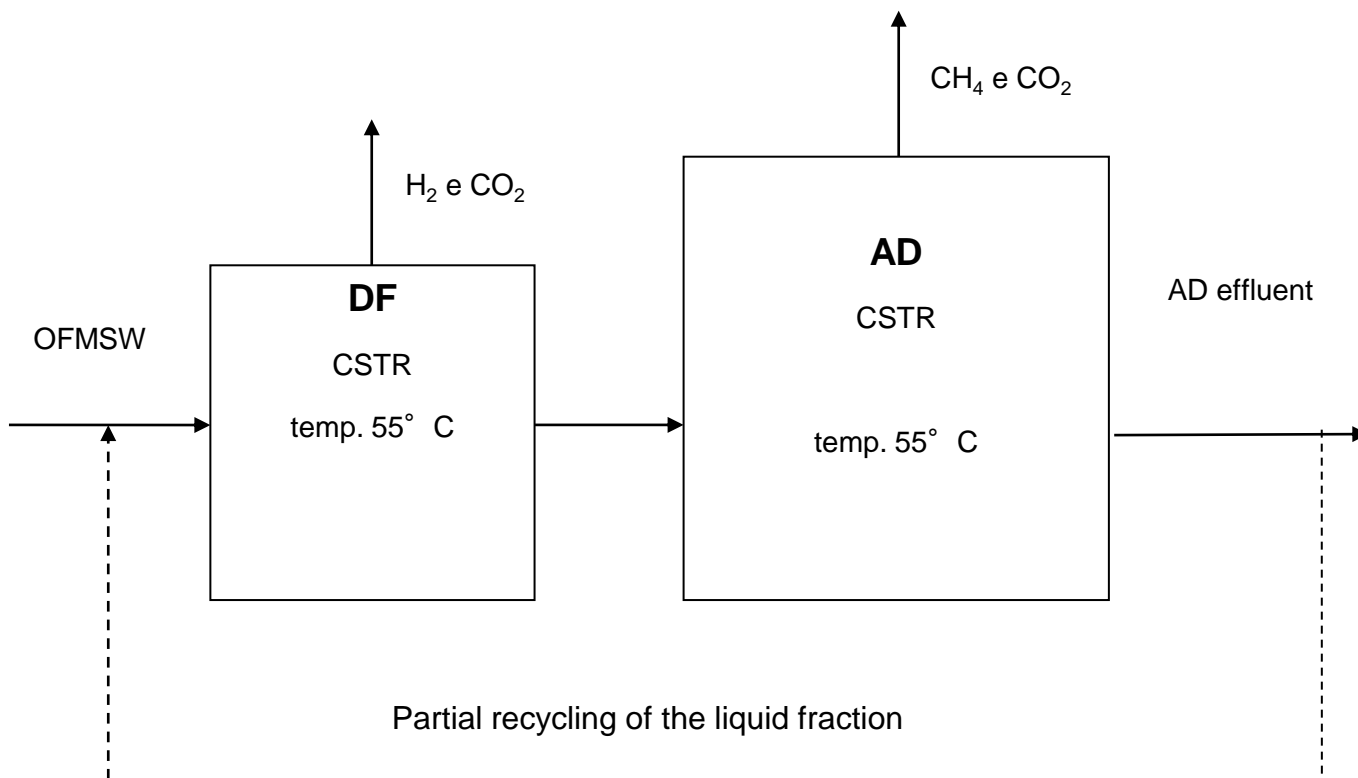 CH₄ e CO₂
H₂ e CO₂
AD
CSTR
temp. 55° C
AD effluent
DF
CSTR
temp. 55° C
OFMSW
Partial recycling of the liquid fraction